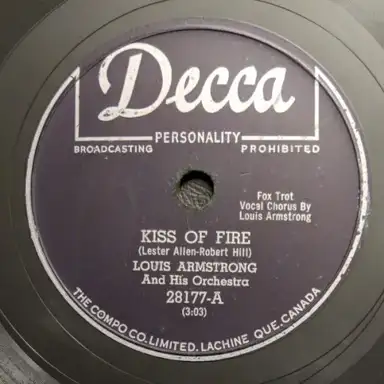 Decca
PERSONALITY
BROADCASTING PROHIBITED
Fox Trot
Vocal Chorus By
Louis Armstrong
KISS OF FIRE
(Lester Allen-Robert Hill)
LOUIS ARMSTRONG
And His Orchestra
28177-A
(3:03)
THE COMPO CO. LIMITED. LACHINE QUE. CANADA